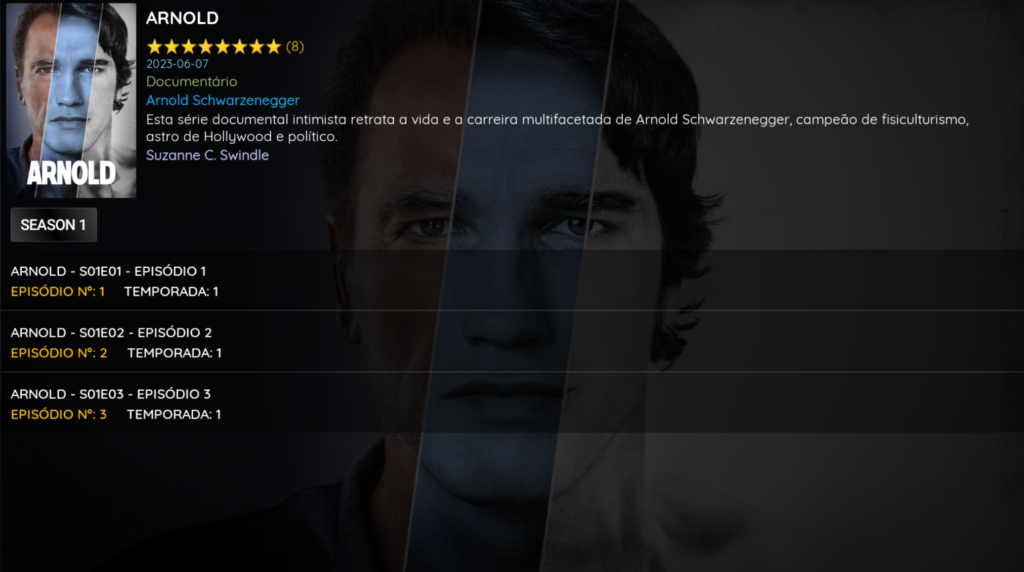 ARNOLD
ARNOLD
(8)
2023-06-07
Documentário
Arnold Schwarzenegger
Esta série documental intimista retrata a vida e a carreira multifacetada de Arnold Schwarzenegger, campeão de fisiculturismo,
astro de Hollywood e político.
Suzanne C. Swindle
SEASON 1
ARNOLD - S01E01 - EPISÓDIO 1
EPISÓDIO Nº: 1 TEMPORADA: 1
ARNOLD - S01E02 - EPISÓDIO 2
EPISÓDIO Nº: 2 TEMPORADA: 1
ARNOLD - S01E03 - EPISÓDIO 3
EPISÓDIO Nº: 3 TEMPORADA: 1